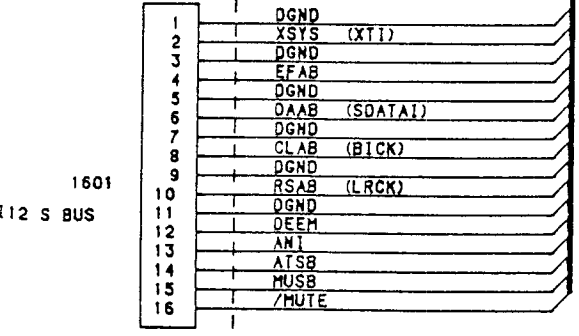 1 DGND
2 XSYS (XTI)
3 DGND
4 EFAB
5 DGND
6 DAAB (SDATAI)
7 DGND
8 CLAB (BICK)
9 DGND
1601
10 RSAB (LRCK)
I12 S BUS
11 DGND
12 DEEM
13 ANI
14 ATSB
15 MUSB
16 /MUTE